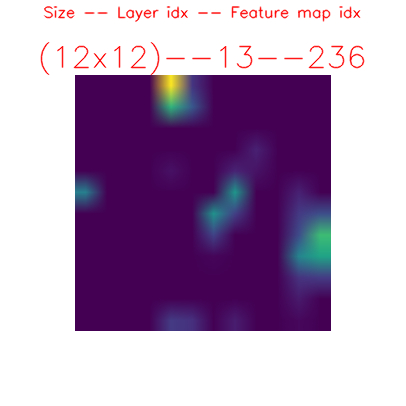 Size -- Layer idx -- Feature map idx
(12x12)--13--236